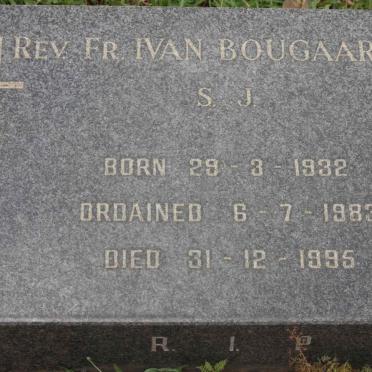 REV. FR. IVAN BOUGAAR
S. J.
BORN 29 - 3 - 1932
ORDAINED 6 - 7 - 1983
DIED 31 - 12 - 1995
R. I. P